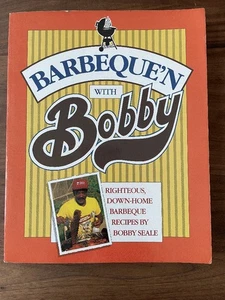 BARBEQUE'N
WITH
Bobby
RIGHTEOUS,
DOWN-HOME
BARBEQUE
RECIPES BY
BOBBY SEALE